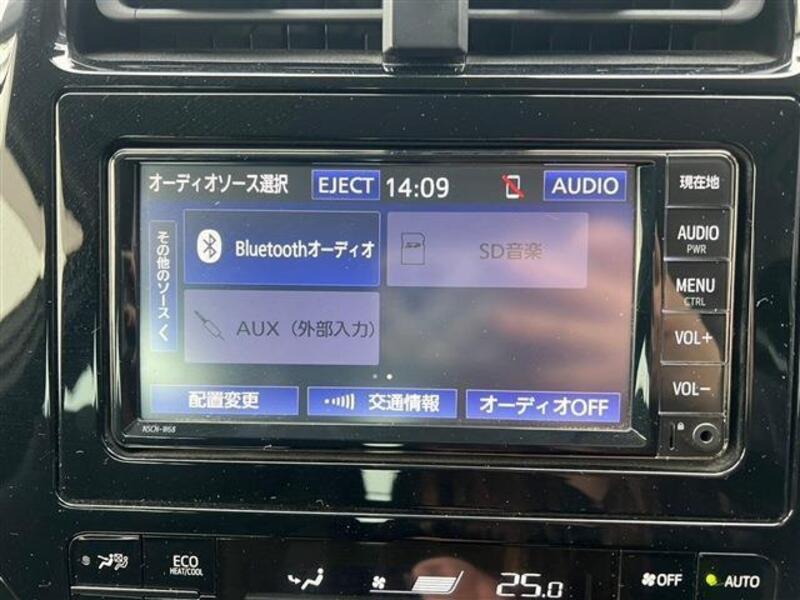 オーディオソース選択 EJECT 14:09 AUDIO
その他のソース
Bluetoothオーディオ
SD音楽
AUX（外部入力）
配置変更 交通情報 オーディオOFF
NSCN-W68
現在地
AUDIO
PWR
MENU
CTRL
VOL+
VOL-
ECO
HEAT/COOL
25.0
OFF
AUTO